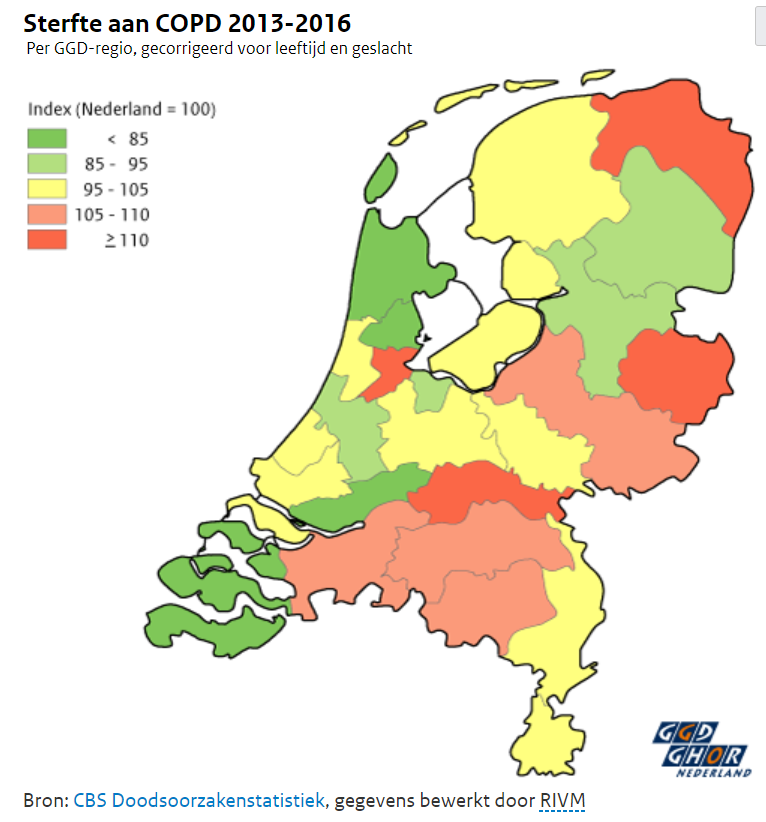 Sterfte aan COPD 2013-2016
Per GGD-regio, gecorrigeerd voor leeftijd en geslacht
Index (Nederland = 100)
< 85
85 - 95
95 - 105
105 - 110
≥ 110
GGD
GHOR
NEDERLAND
Bron: CBS Doodsoorzakenstatistiek, gegevens bewerkt door RIVM